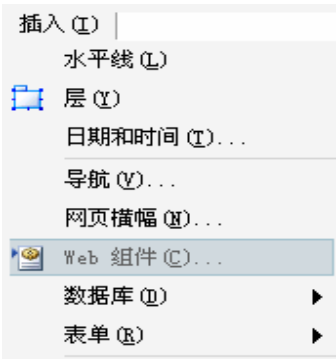 插入(I)
水平线(L)
层(Y)
日期和时间(T)...
导航(V)...
网页横幅(N)...
Web 组件(C)...
数据库(D)
表单(R)